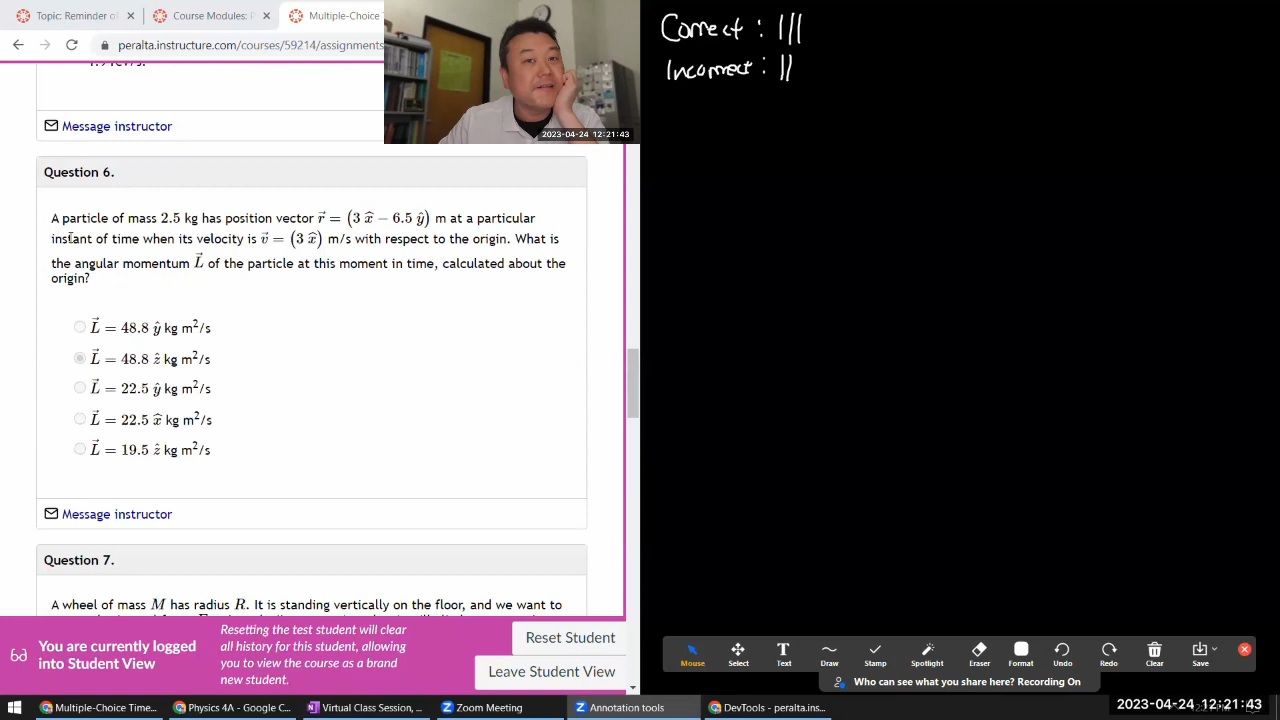 Topic: Reminder of
Course Modules: P
Multiple-Choice
peralta.instructure.com/courses/59214/assignments
2023-04-24 12:21:43
Message instructor
Question 6.
A particle of mass 2.5 kg has position vector r⃗ = (3 x̂ − 6.5 ŷ) m at a particular
instant of time when its velocity is v⃗ = (3 x̂) m/s with respect to the origin. What is
the angular momentum L⃗ of the particle at this moment in time, calculated about the
origin?
L⃗ = 48.8 ŷ kg m²/s
L⃗ = 48.8 ẑ kg m²/s
L⃗ = 22.5 ŷ kg m²/s
L⃗ = 22.5 x̂ kg m²/s
L⃗ = 19.5 ẑ kg m²/s
Message instructor
Question 7.
A wheel of mass M has radius R. It is standing vertically on the floor, and we want to
You are currently logged
into Student View
Resetting the test student will clear
all history for this student, allowing
you to view the course as a brand
new student.
Reset Student
Leave Student View
Correct : |||
Incorrect : ||
Mouse
Select
Text
Draw
Stamp
Spotlight
Eraser
Format
Undo
Redo
Clear
Save
Who can see what you share here? Recording On
Multiple-Choice Time...
Physics 4A - Google C...
Virtual Class Session, ...
Zoom Meeting
Annotation tools
DevTools - peralta.ins...
2023-04-24 12:21:43